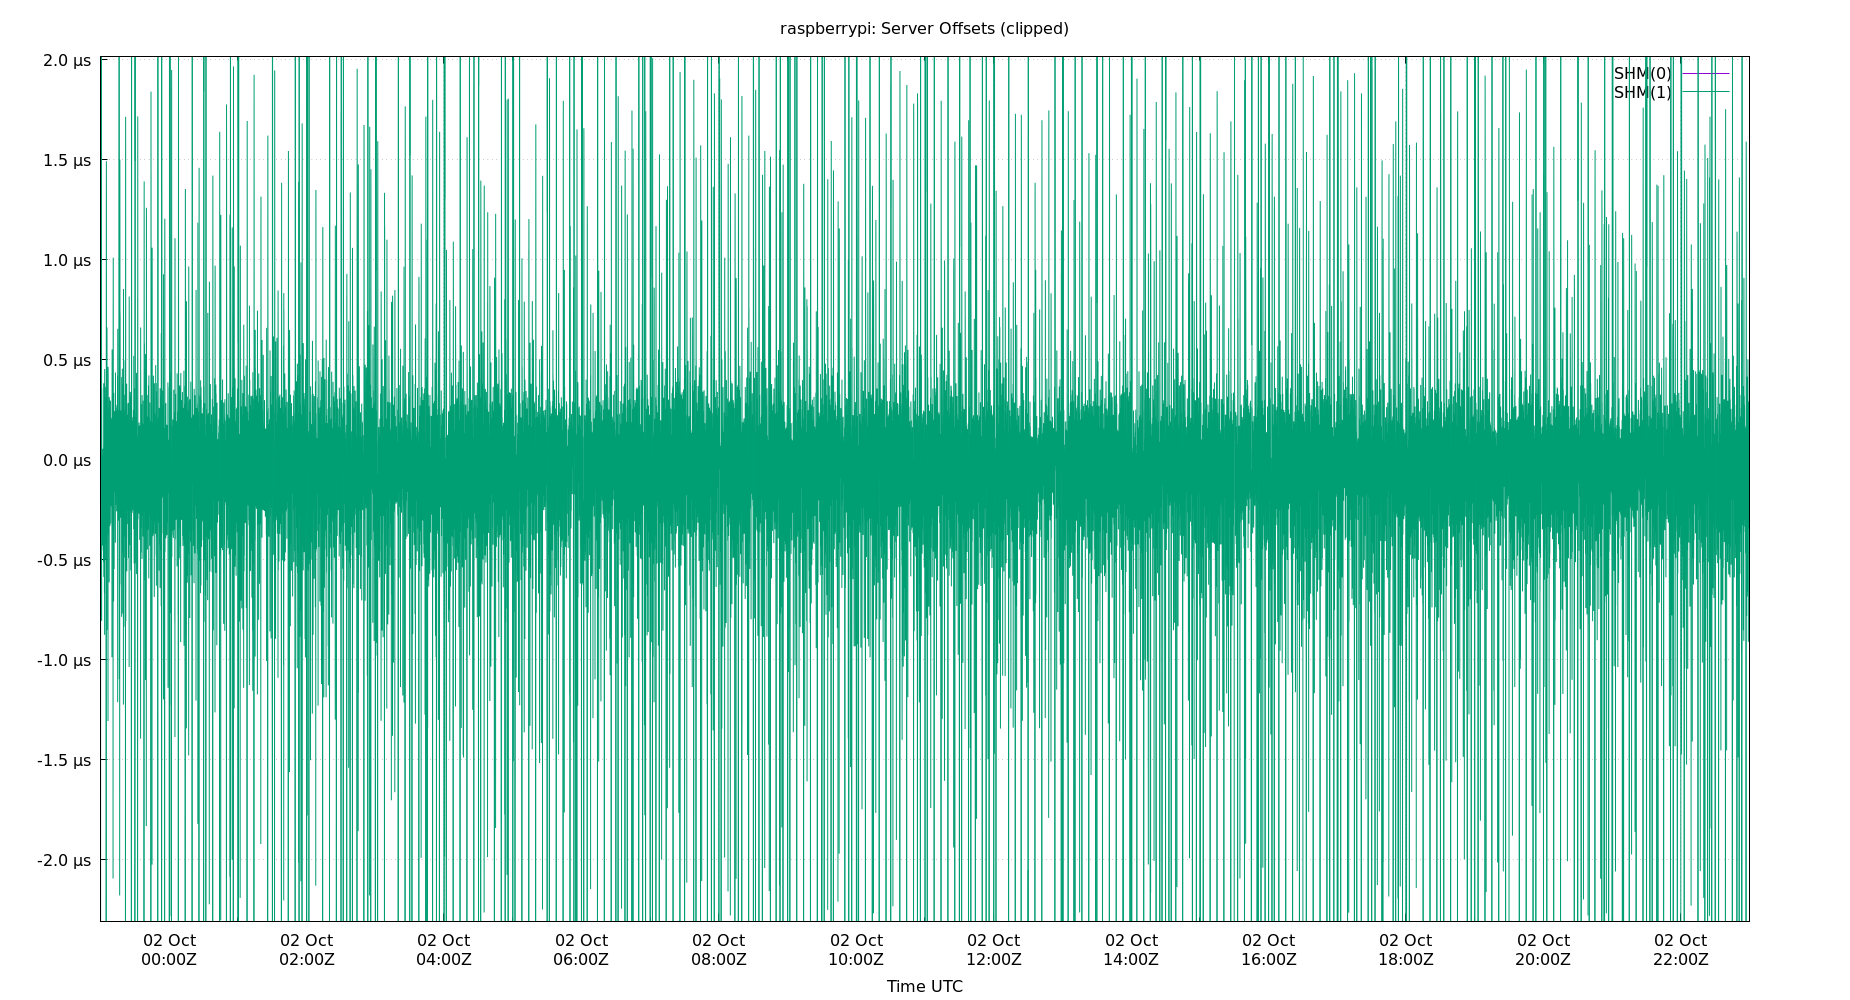 raspberrypi: Server Offsets (clipped)
2.0 µs
1.5 µs
1.0 µs
0.5 µs
0.0 µs
-0.5 µs
-1.0 µs
-1.5 µs
-2.0 µs
SHM(0)
SHM(1)
02 Oct 02 Oct 02 Oct 02 Oct 02 Oct 02 Oct 02 Oct 02 Oct 02 Oct 02 Oct 02 Oct 02 Oct
00:00Z 02:00Z 04:00Z 06:00Z 08:00Z 10:00Z 12:00Z 14:00Z 16:00Z 18:00Z 20:00Z 22:00Z
Time UTC